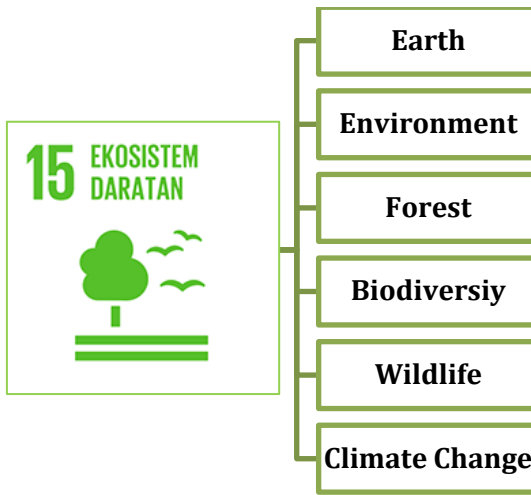 15 EKOSISTEM
DARATAN
Earth
Environment
Forest
Biodiversiy
Wildlife
Climate Change